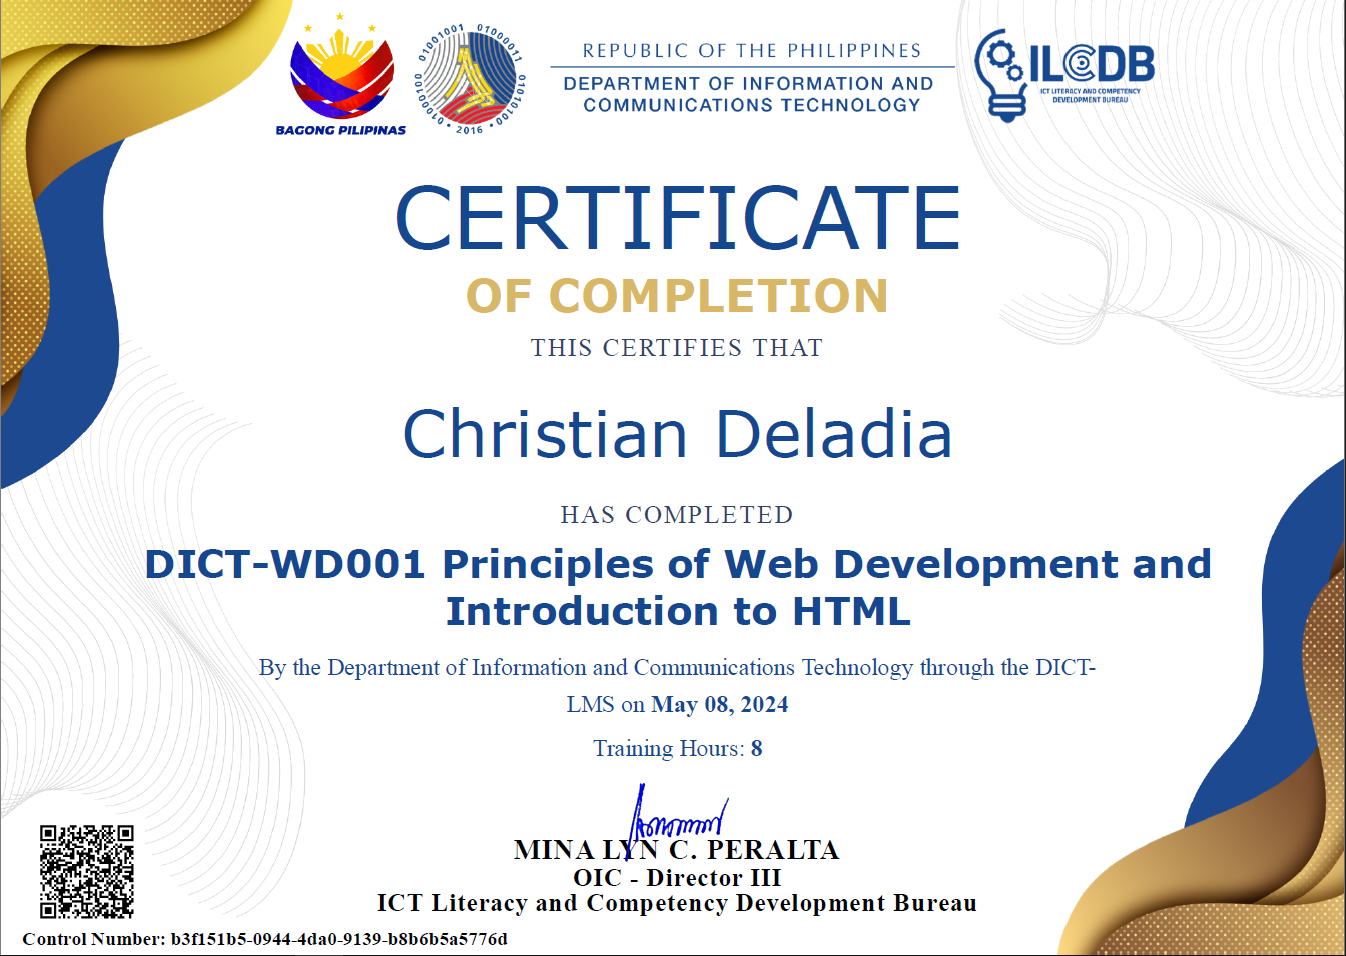 BAGONG PILIPINAS
01001001 01000011 01010100 01000100 • 2016 •
REPUBLIC OF THE PHILIPPINES
DEPARTMENT OF INFORMATION AND
COMMUNICATIONS TECHNOLOGY
ILCDB
ICT LITERACY AND COMPETENCY
DEVELOPMENT BUREAU
CERTIFICATE
OF COMPLETION
THIS CERTIFIES THAT
Christian Deladia
HAS COMPLETED
DICT-WD001 Principles of Web Development and
Introduction to HTML
By the Department of Information and Communications Technology through the DICT-
LMS on May 08, 2024
Training Hours: 8
MINA LYN C. PERALTA
OIC - Director III
ICT Literacy and Competency Development Bureau
Control Number: b3f151b5-0944-4da0-9139-b8b6b5a5776d